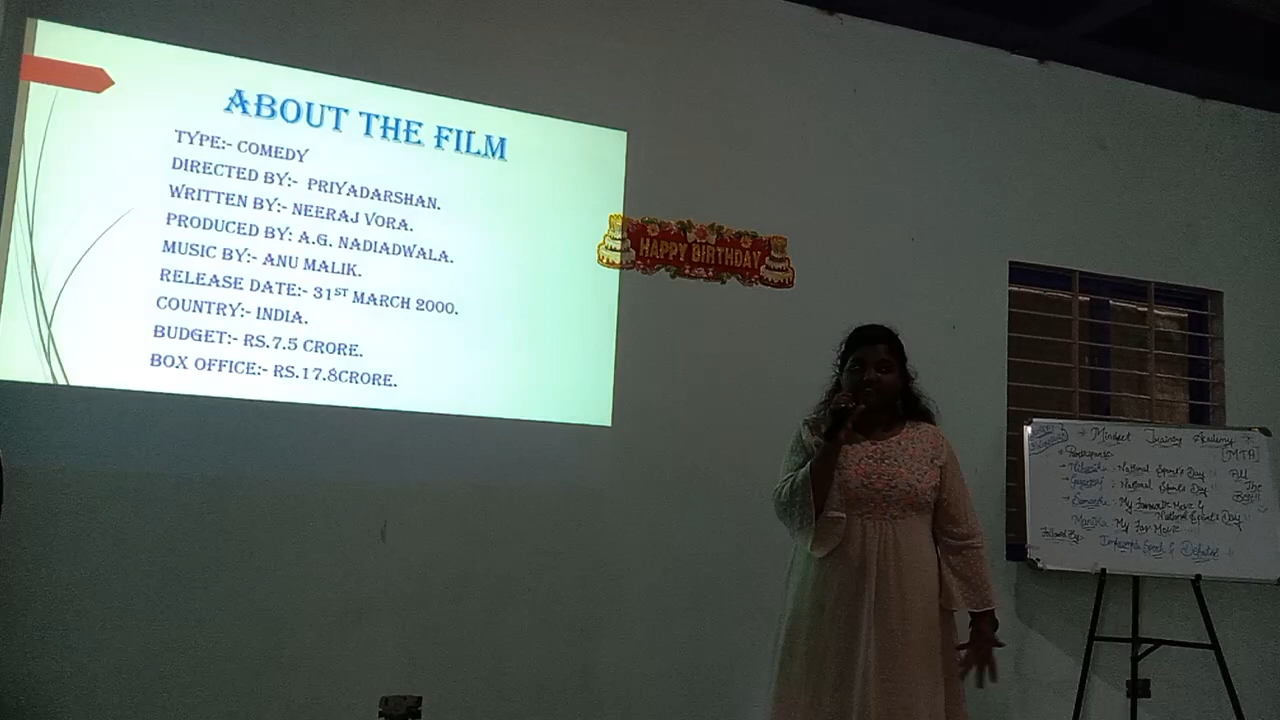 ABOUT THE FILM
TYPE:- COMEDY
DIRECTED BY:- PRIYADARSHAN.
WRITTEN BY:- NEERAJ VORA.
PRODUCED BY: A.G. NADIADWALA.
MUSIC BY:- ANU MALIK.
RELEASE DATE:- 31ST MARCH 2000.
COUNTRY:- INDIA.
BUDGET:- RS.7.5 CRORE.
BOX OFFICE:- RS.17.8CRORE.
HAPPY BIRTHDAY
Mindset Training Academy
[MTA]
: National Sports Day
: National Sports Day
: My Favourite Movie &
National Sports Day
Manika: My Fav Movie
All
The
Best!!
Followed By:
Speech & Debates